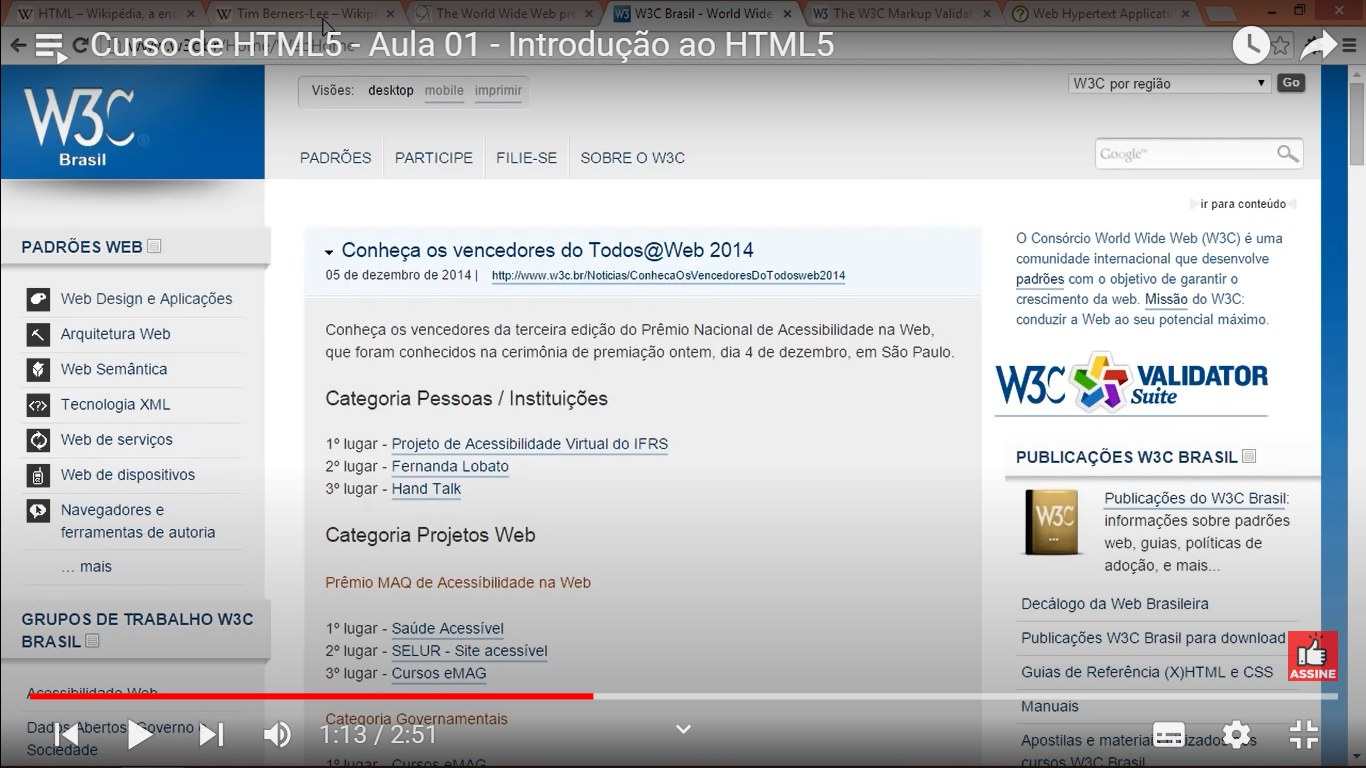 HTML – Wikipédia, a en
Tim Berners-Lee – Wikip
The World Wide Web pro
W3C Brasil - World Wide
The W3C Markup Valida
Web Hypertext Applicati
Curso de HTML5 - Aula 01 - Introdução ao HTML5
W3C
Brasil
Visões: desktop mobile imprimir
W3C por região
Go
PADRÕES PARTICIPE FILIE-SE SOBRE O W3C
Google™
ir para conteúdo
PADRÕES WEB
Web Design e Aplicações
Arquitetura Web
Web Semântica
Tecnologia XML
Web de serviços
Web de dispositivos
Navegadores e
ferramentas de autoria
... mais
GRUPOS DE TRABALHO W3C
BRASIL
Acessibilidade Web
Dados Abertos, Governo
Sociedade
Conheça os vencedores do Todos@Web 2014
05 de dezembro de 2014 | http://www.w3c.br/Noticias/ConhecaOsVencedoresDoTodosweb2014
Conheça os vencedores da terceira edição do Prêmio Nacional de Acessibilidade na Web,
que foram conhecidos na cerimônia de premiação ontem, dia 4 de dezembro, em São Paulo.
Categoria Pessoas / Instituições
1º lugar - Projeto de Acessibilidade Virtual do IFRS
2º lugar - Fernanda Lobato
3º lugar - Hand Talk
Categoria Projetos Web
Prêmio MAQ de Acessíbilidade na Web
1º lugar - Saúde Acessível
2º lugar - SELUR - Site acessível
3º lugar - Cursos eMAG
Categoria Governamentais
1º lugar - Cursos eMAG
O Consórcio World Wide Web (W3C) é uma
comunidade internacional que desenvolve
padrões com o objetivo de garantir o
crescimento da web. Missão do W3C:
conduzir a Web ao seu potencial máximo.
W3C VALIDATOR
Suite
PUBLICAÇÕES W3C BRASIL
W3C
Publicações do W3C Brasil:
informações sobre padrões
web, guias, políticas de
adoção, e mais...
Decálogo da Web Brasileira
Publicações W3C Brasil para download
Guias de Referência (X)HTML e CSS
Manuais
Apostilas e materiais
cursos W3C Brasil
ASSINE
1:13 / 2:51